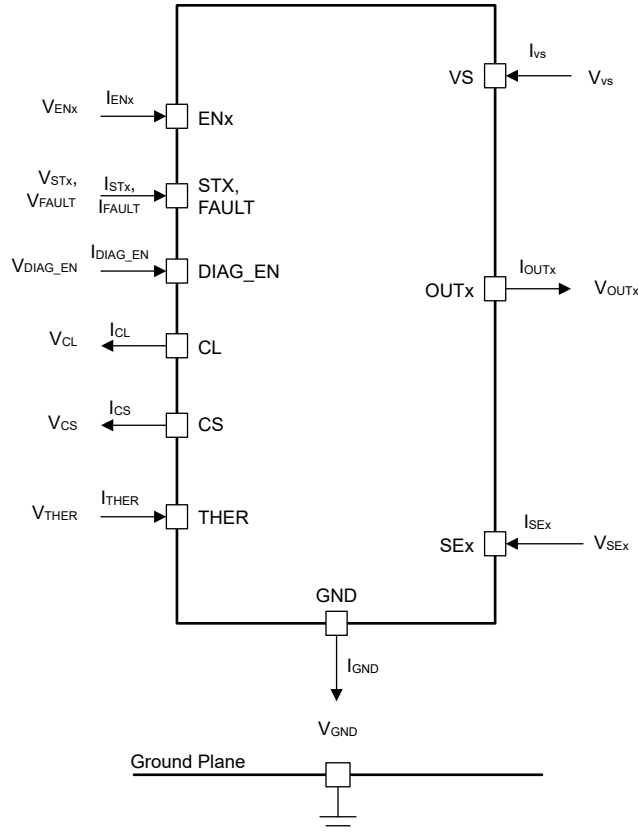 Ivs
VS
Vvs
VENx
IENx
ENx
VSTx,
VFAULT
ISTx,
IFAULT
STX,
FAULT
VDIAG_EN
IDIAG_EN
DIAG_EN
IOUTx
OUTx
VOUTx
VCL
ICL
CL
VCS
ICS
CS
VTHER
ITHER
THER
ISEx
SEx
VSEx
GND
IGND
VGND
Ground Plane